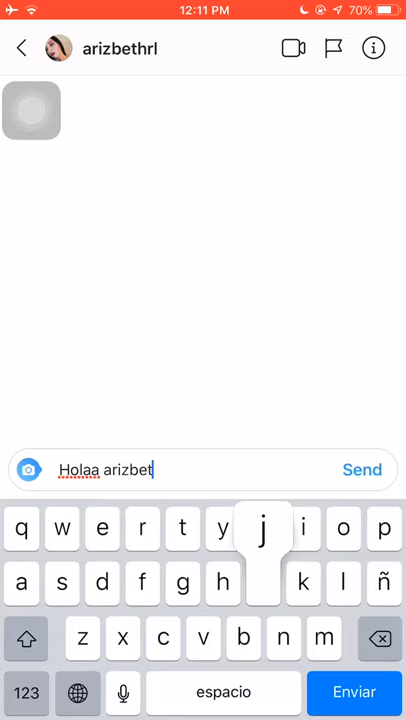 12:11 PM
70%
arizbethrl
Holaa arizbet
Send
q w e r t y j i o p
a s d f g h k l ñ
z x c v b n m
123 espacio Enviar